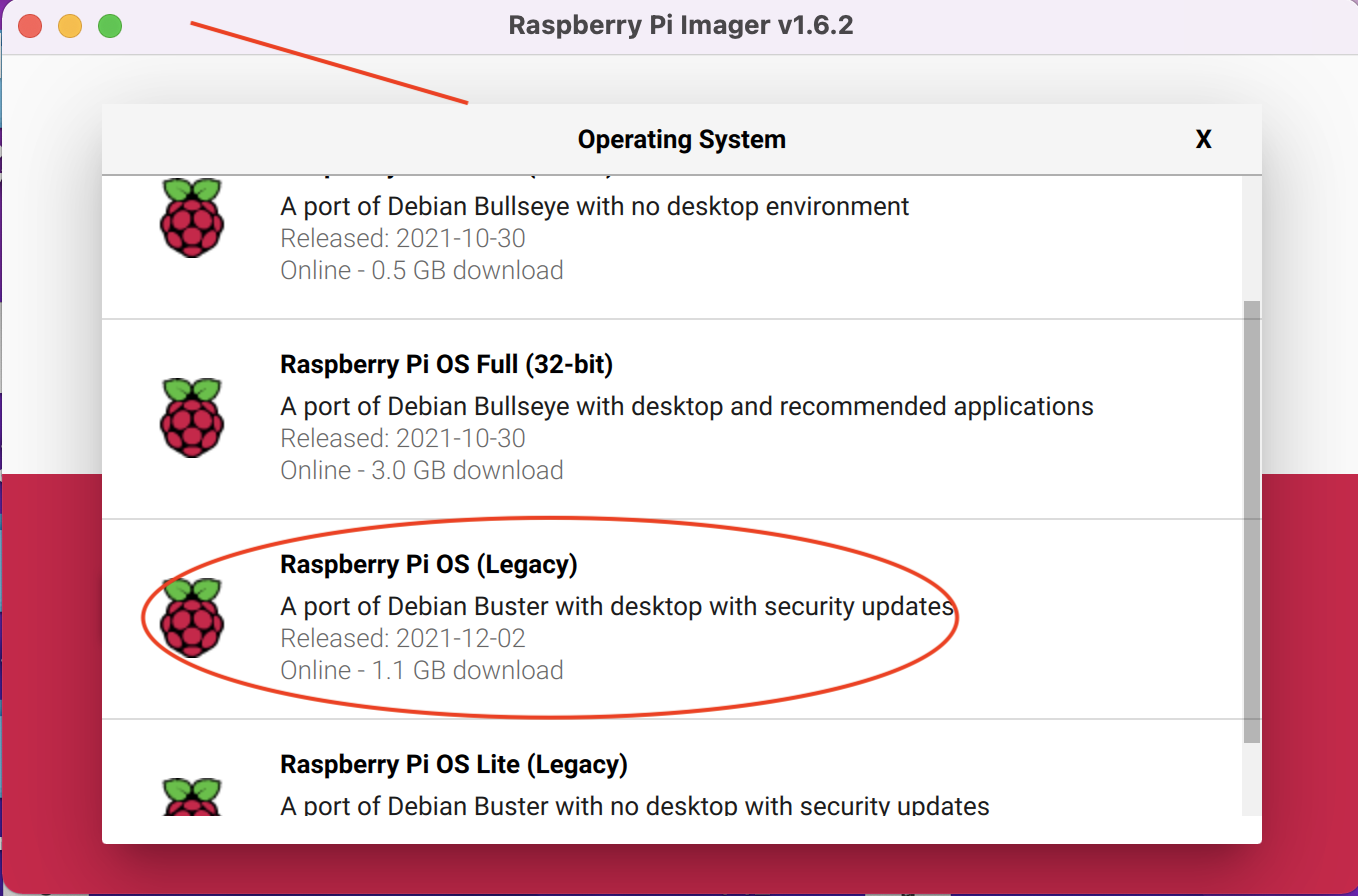 Raspberry Pi Imager v1.6.2
Operating System X
A port of Debian Bullseye with no desktop environment
Released: 2021-10-30
Online - 0.5 GB download
Raspberry Pi OS Full (32-bit)
A port of Debian Bullseye with desktop and recommended applications
Released: 2021-10-30
Online - 3.0 GB download
Raspberry Pi OS (Legacy)
A port of Debian Buster with desktop with security updates
Released: 2021-12-02
Online - 1.1 GB download
Raspberry Pi OS Lite (Legacy)
A port of Debian Buster with no desktop with security updates